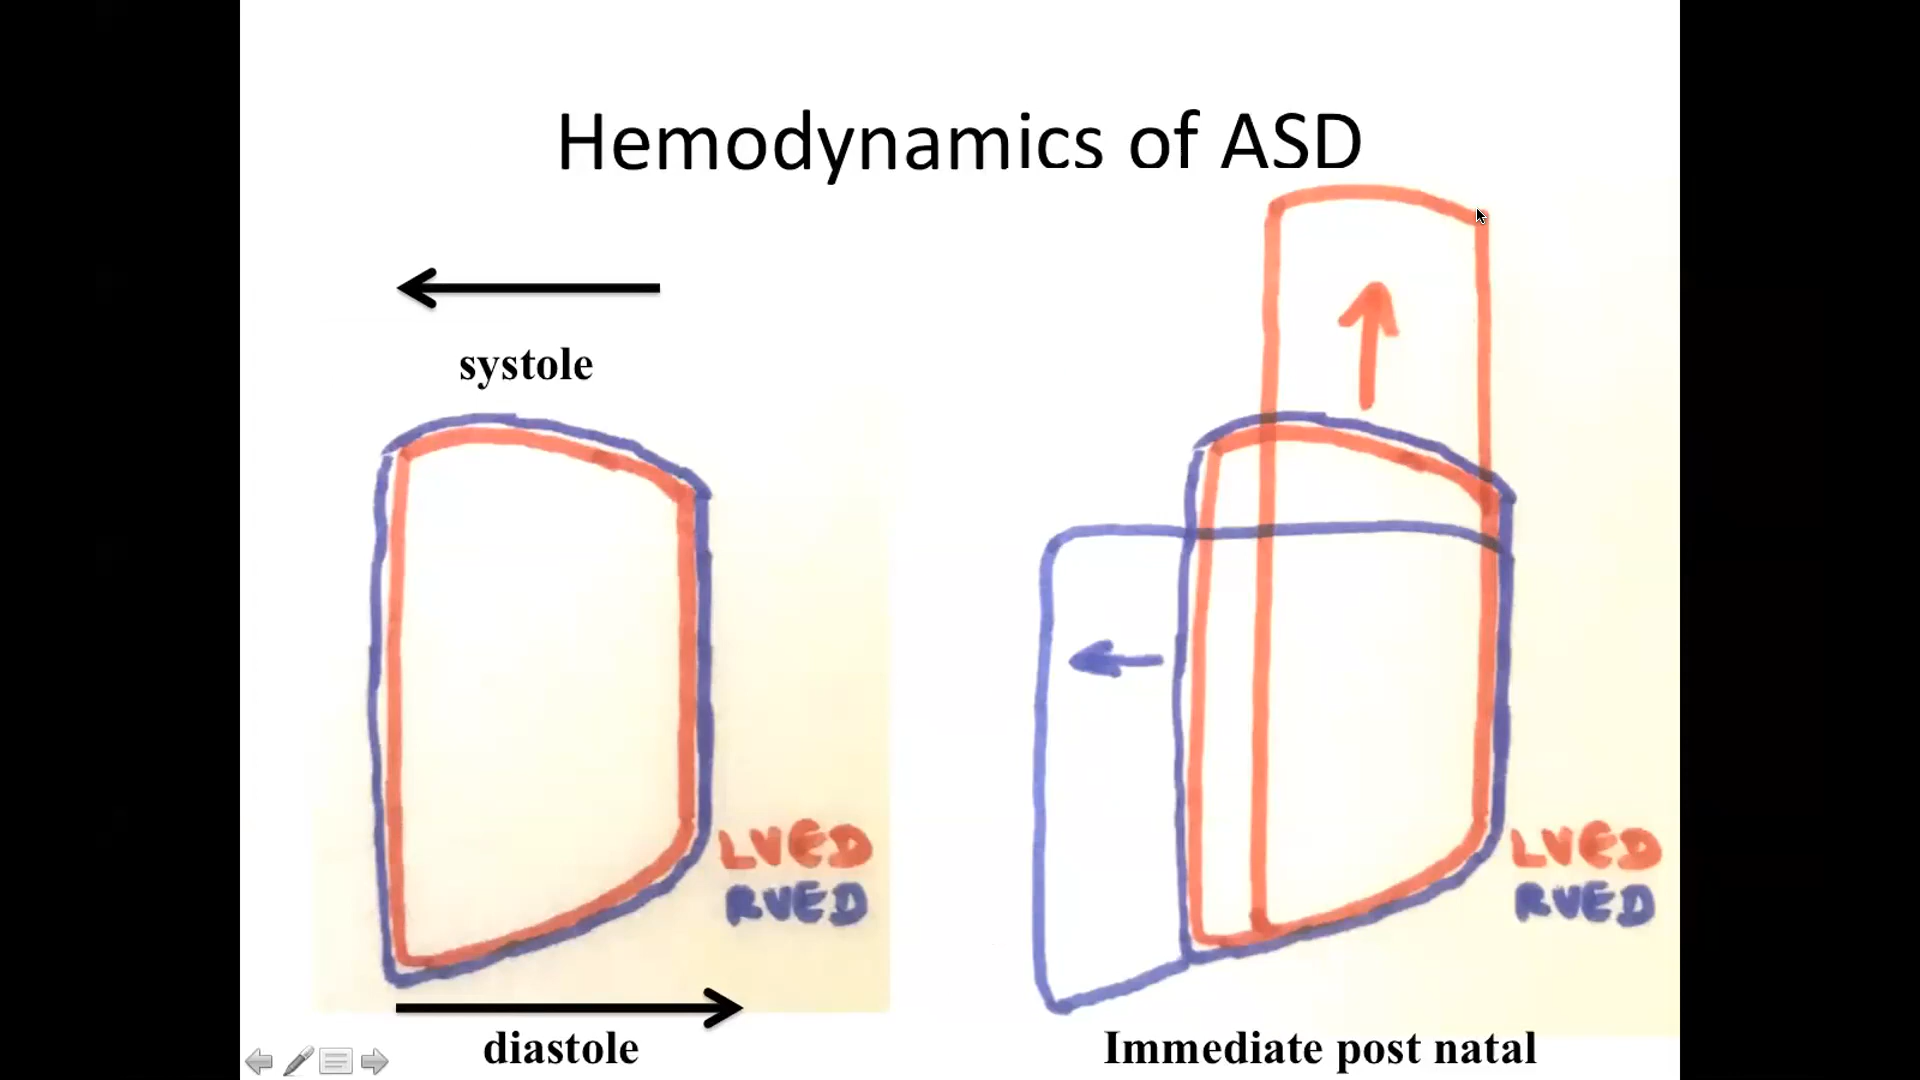 Hemodynamics of ASD
systole
LVED
RVED
diastole
LVED
RVED
Immediate post natal